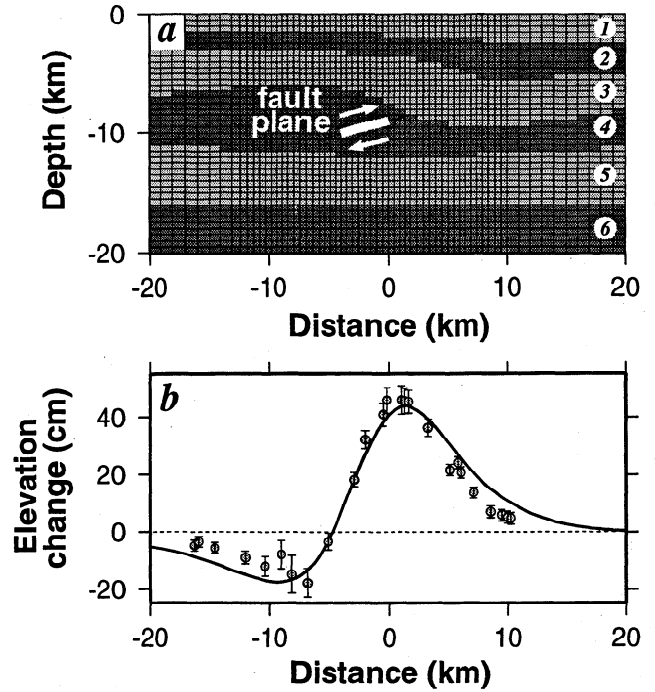 a
0
-10
-20
Depth (km)
fault
plane
1
2
3
4
5
6
-20 -10 0 10 20
Distance (km)
b
40
20
0
-20
Elevation
change (cm)
-20 -10 0 10 20
Distance (km)